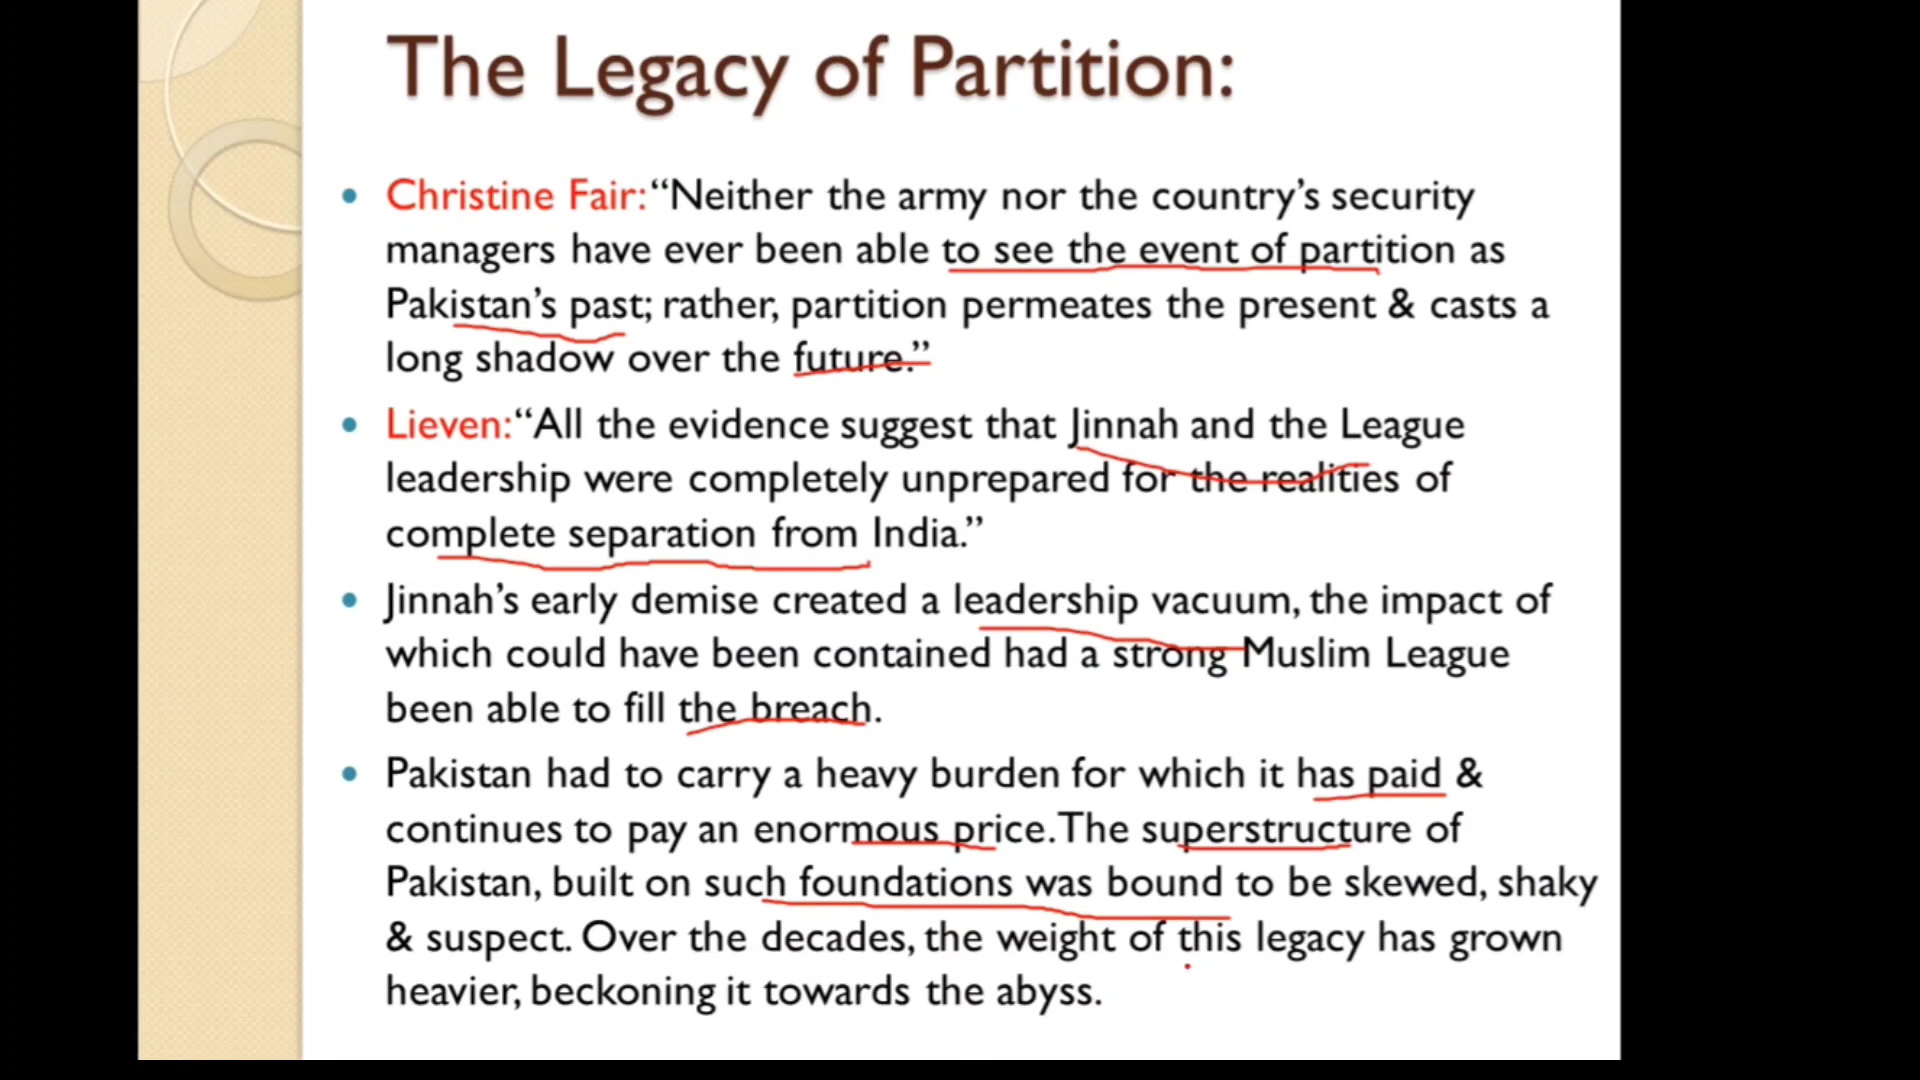 The Legacy of Partition:
Christine Fair: “Neither the army nor the country’s security
managers have ever been able to see the event of partition as
Pakistan’s past; rather, partition permeates the present & casts a
long shadow over the future.”
Lieven: “All the evidence suggest that Jinnah and the League
leadership were completely unprepared for the realities of
complete separation from India.”
Jinnah’s early demise created a leadership vacuum, the impact of
which could have been contained had a strong Muslim League
been able to fill the breach.
Pakistan had to carry a heavy burden for which it has paid &
continues to pay an enormous price. The superstructure of
Pakistan, built on such foundations was bound to be skewed, shaky
& suspect. Over the decades, the weight of this legacy has grown
heavier, beckoning it towards the abyss.